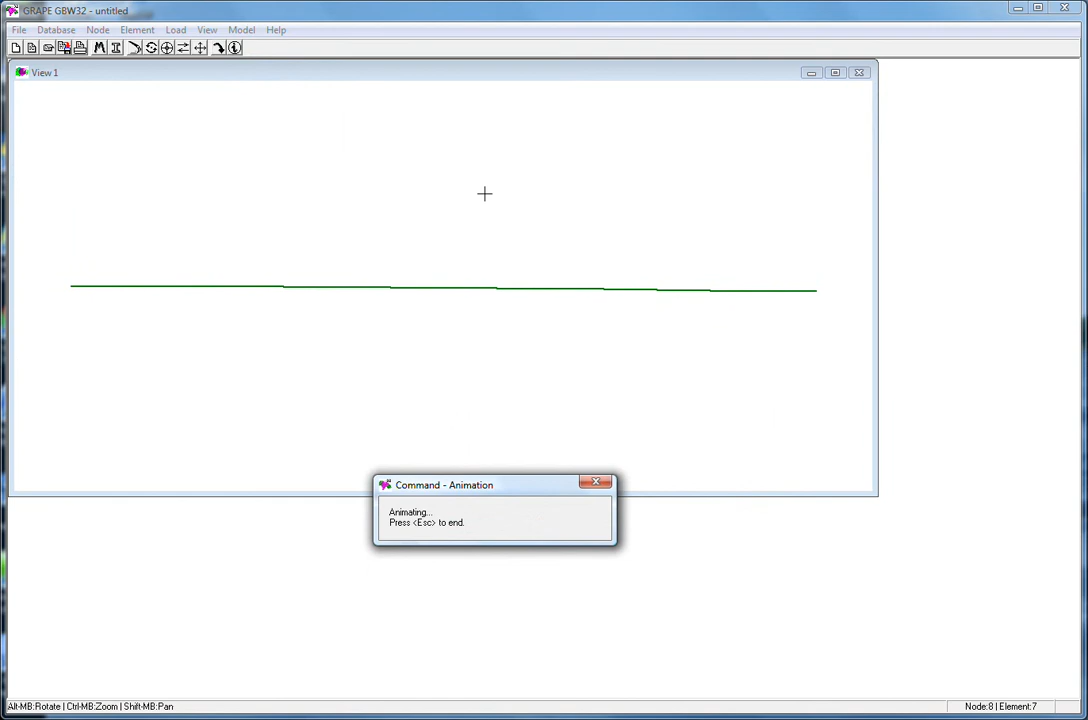 GRAPE GBW32 - untitled
File Database Node Element Load View Model Help
View 1
Command - Animation
Animating...
Press <Esc> to end.
Alt-MB:Rotate | Ctrl-MB:Zoom | Shift-MB:Pan
Node:8 | Element:7